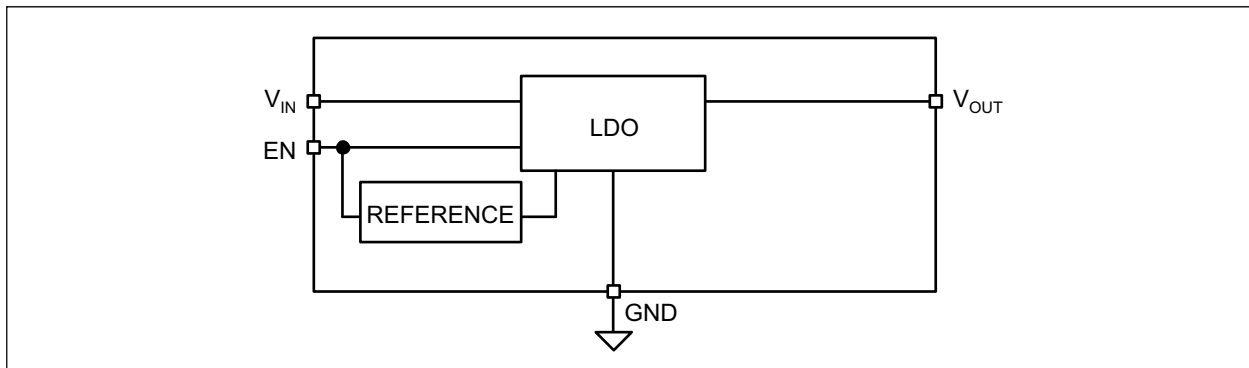 V_IN
LDO
V_OUT
EN
REFERENCE
GND